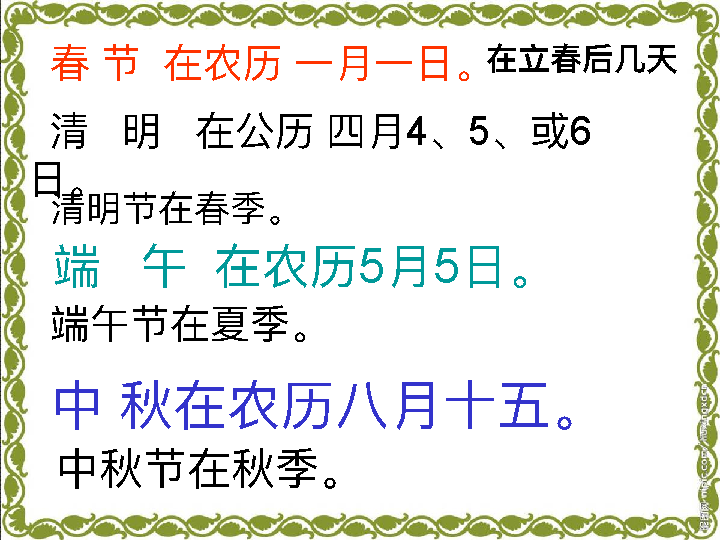 春 节 在农历 一月一日。在立春后几天
清 明 在公历 四月4、5、或6
日。
清明节在春季。
端 午 在农历5月5日。
端午节在夏季。
中 秋在农历八月十五。
中秋节在秋季。